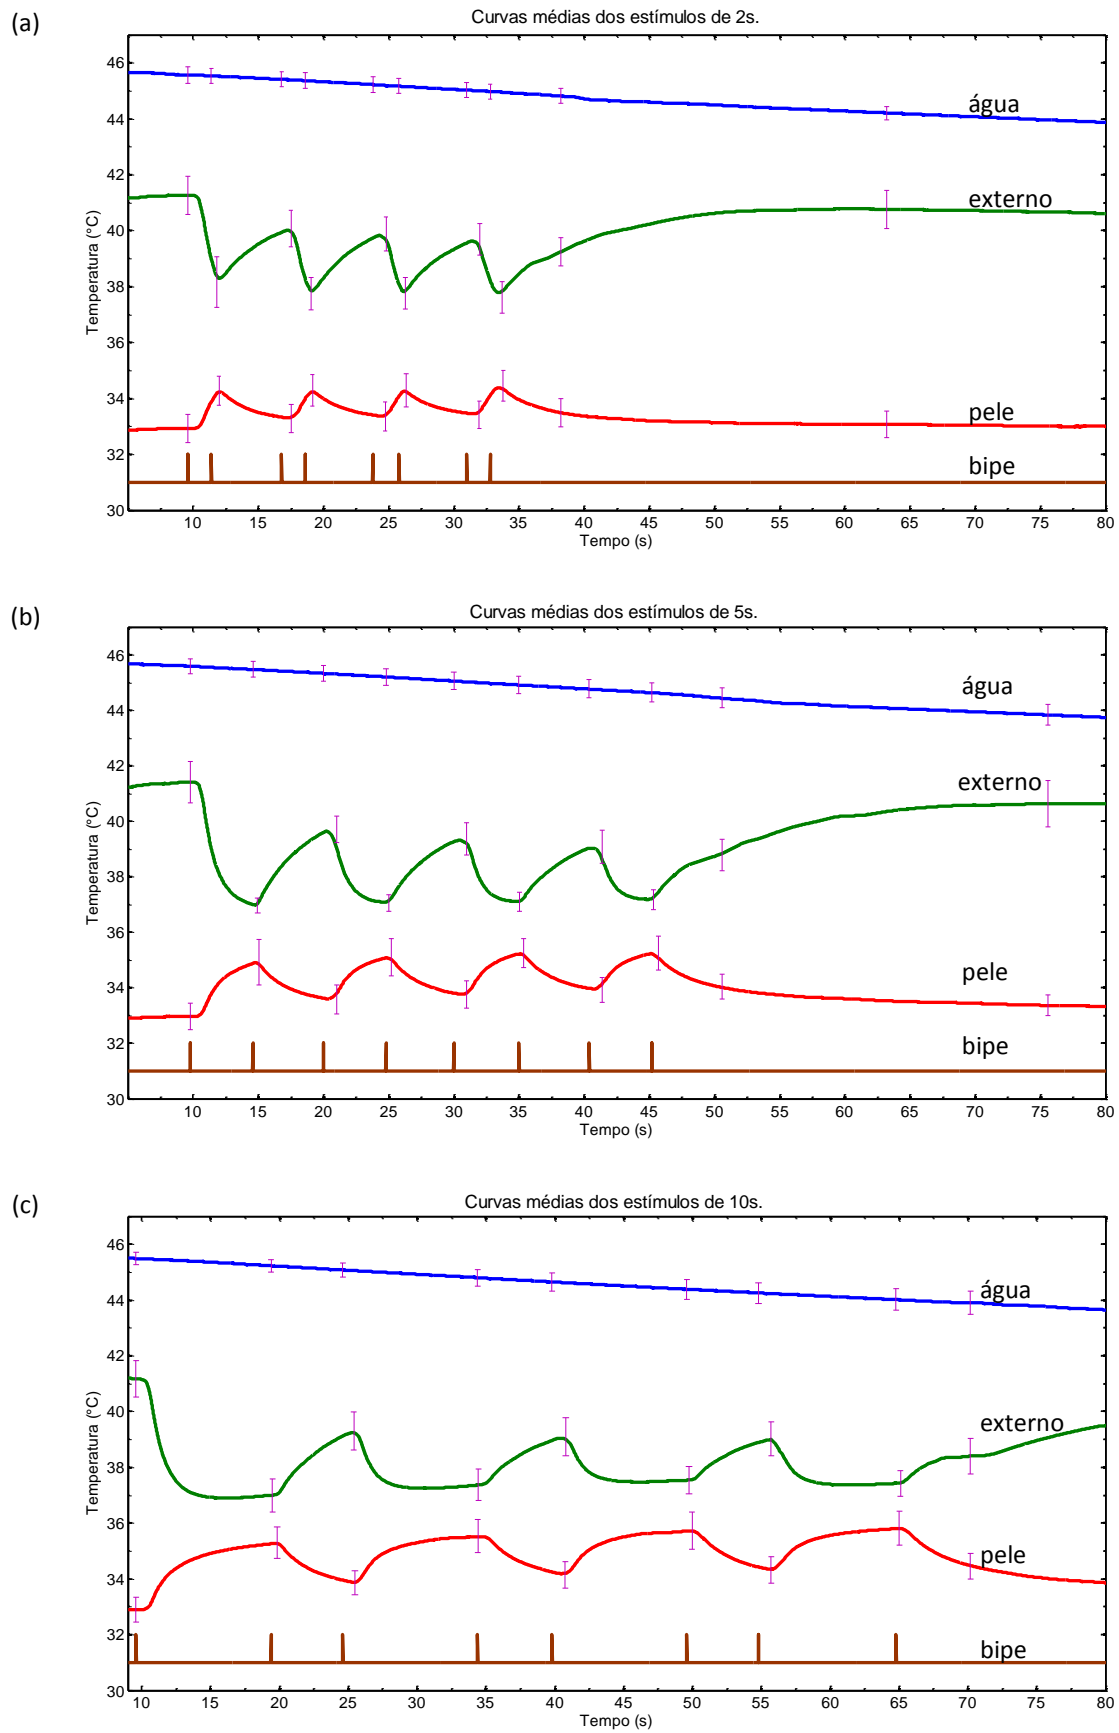 (a)
Curvas médias dos estímulos de 2s.
46
44
42
40
38
36
34
32
30
Temperatura (°C)
água
externo
pele
bipe
10 15 20 25 30 35 40 45 50 55 60 65 70 75 80
Tempo (s)
(b)
Curvas médias dos estímulos de 5s.
46
44
42
40
38
36
34
32
30
Temperatura (°C)
água
externo
pele
bipe
10 15 20 25 30 35 40 45 50 55 60 65 70 75 80
Tempo (s)
(c)
Curvas médias dos estímulos de 10s.
46
44
42
40
38
36
34
32
30
Temperatura (°C)
água
externo
pele
bipe
10 15 20 25 30 35 40 45 50 55 60 65 70 75 80
Tempo (s)